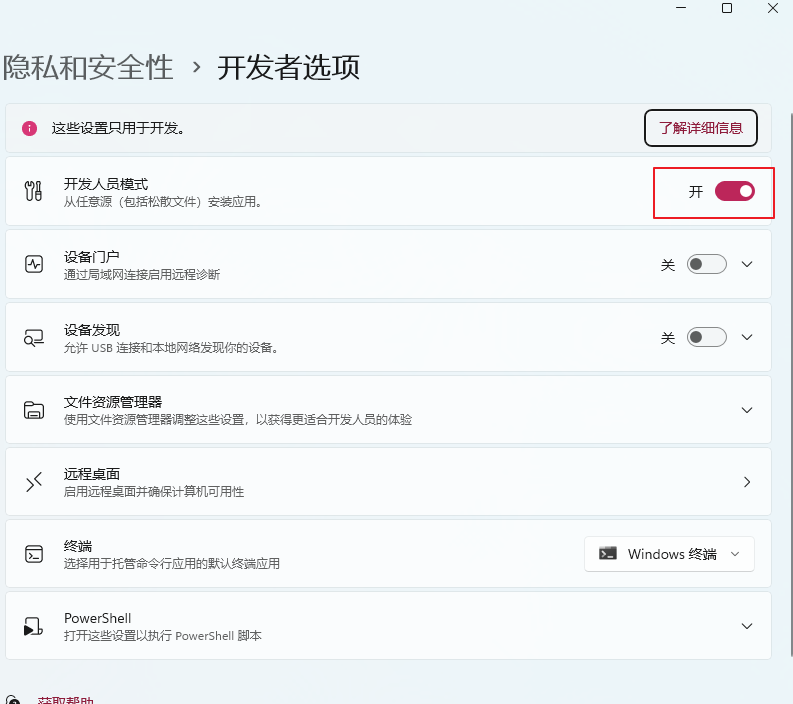 隐私和安全性 › 开发者选项
这些设置只用于开发。
了解详细信息
开发人员模式
从任意源（包括松散文件）安装应用。
开
设备门户
通过局域网连接启用远程诊断
关
设备发现
允许 USB 连接和本地网络发现你的设备。
关
文件资源管理器
使用文件资源管理器调整这些设置，以获得更适合开发人员的体验
远程桌面
启用远程桌面并确保计算机可用性
终端
选择用于托管命令行应用的默认终端应用
Windows 终端
PowerShell
打开这些设置以执行 PowerShell 脚本
获取帮助